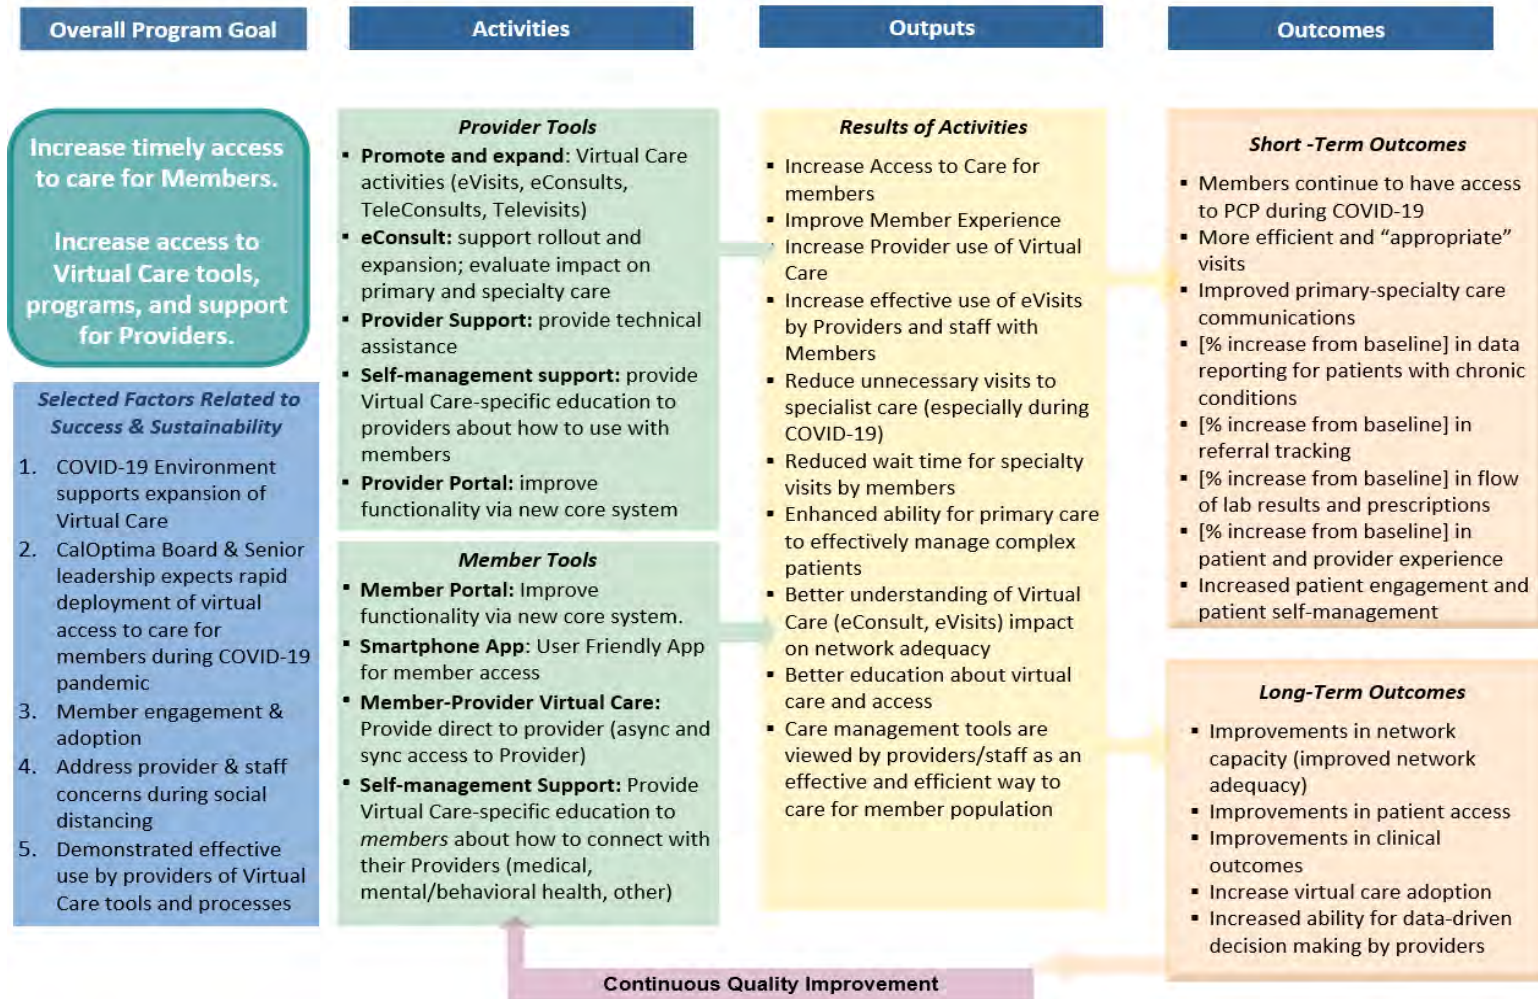 Overall Program Goal
Increase timely access
to care for Members.
Increase access to
Virtual Care tools,
programs, and support
for Providers.
Selected Factors Related to
Success & Sustainability
1. COVID-19 Environment
supports expansion of
Virtual Care
2. CalOptima Board & Senior
leadership expects rapid
deployment of virtual
access to care for
members during COVID-19
pandemic
3. Member engagement &
adoption
4. Address provider & staff
concerns during social
distancing
5. Demonstrated effective
use by providers of Virtual
Care tools and processes
Activities
Provider Tools
▪ Promote and expand: Virtual Care
activities (eVisits, eConsults,
TeleConsults, Televisits)
▪ eConsult: support rollout and
expansion; evaluate impact on
primary and specialty care
▪ Provider Support: provide technical
assistance
▪ Self-management support: provide
Virtual Care-specific education to
providers about how to use with
members
▪ Provider Portal: improve
functionality via new core system
Member Tools
▪ Member Portal: Improve
functionality via new core system.
▪ Smartphone App: User Friendly App
for member access
▪ Member-Provider Virtual Care:
Provide direct to provider (async and
sync access to Provider)
▪ Self-management Support: Provide
Virtual Care-specific education to
members about how to connect with
their Providers (medical,
mental/behavioral health, other)
Outputs
Results of Activities
▪ Increase Access to Care for
members
▪ Improve Member Experience
▪ Increase Provider use of Virtual
Care
▪ Increase effective use of eVisits
by Providers and staff with
Members
▪ Reduce unnecessary visits to
specialist care (especially during
COVID-19)
▪ Reduced wait time for specialty
visits by members
▪ Enhanced ability for primary care
to effectively manage complex
patients
▪ Better understanding of Virtual
Care (eConsult, eVisits) impact
on network adequacy
▪ Better education about virtual
care and access
▪ Care management tools are
viewed by providers/staff as an
effective and efficient way to
care for member population
Outcomes
Short -Term Outcomes
▪ Members continue to have access
to PCP during COVID-19
▪ More efficient and “appropriate”
visits
▪ Improved primary-specialty care
communications
▪ [% increase from baseline] in data
reporting for patients with chronic
conditions
▪ [% increase from baseline] in
referral tracking
▪ [% increase from baseline] in flow
of lab results and prescriptions
▪ [% increase from baseline] in
patient and provider experience
▪ Increased patient engagement and
patient self-management
Long-Term Outcomes
▪ Improvements in network
capacity (improved network
adequacy)
▪ Improvements in patient access
▪ Improvements in clinical
outcomes
▪ Increase virtual care adoption
▪ Increased ability for data-driven
decision making by providers
Continuous Quality Improvement